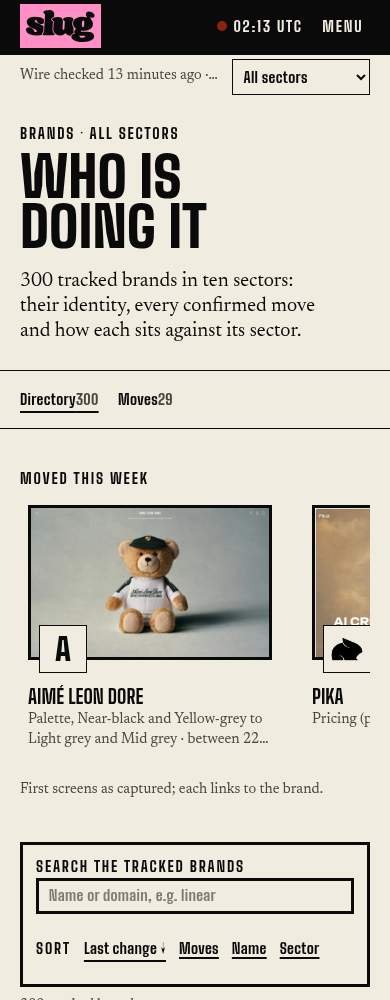 slug
02:13 UTC MENU
Wire checked 13 minutes ago ·…
All sectors
BRANDS · ALL SECTORS
WHO IS
DOING IT
300 tracked brands in ten sectors:
their identity, every confirmed move
and how each sits against its sector.
Directory300 Moves29
MOVED THIS WEEK
Pika
AI CR
A
AIMÉ LEON DORE
Palette, Near-black and Yellow-grey to
Light grey and Mid grey · between 22…
PIKA
Pricing (p
First screens as captured; each links to the brand.
SEARCH THE TRACKED BRANDS
Name or domain, e.g. linear
SORT Last change ↓ Moves Name Sector